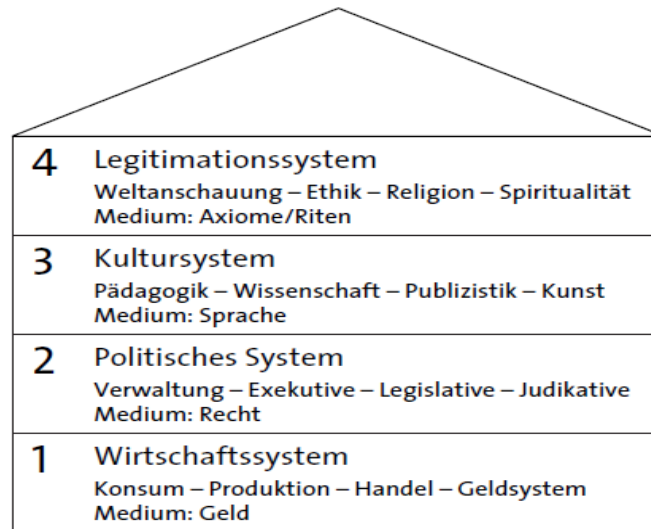 4 Legitimationssystem
Weltanschauung – Ethik – Religion – Spiritualität
Medium: Axiome/Riten
3 Kultursystem
Pädagogik – Wissenschaft – Publizistik – Kunst
Medium: Sprache
2 Politisches System
Verwaltung – Exekutive – Legislative – Judikative
Medium: Recht
1 Wirtschaftssystem
Konsum – Produktion – Handel – Geldsystem
Medium: Geld